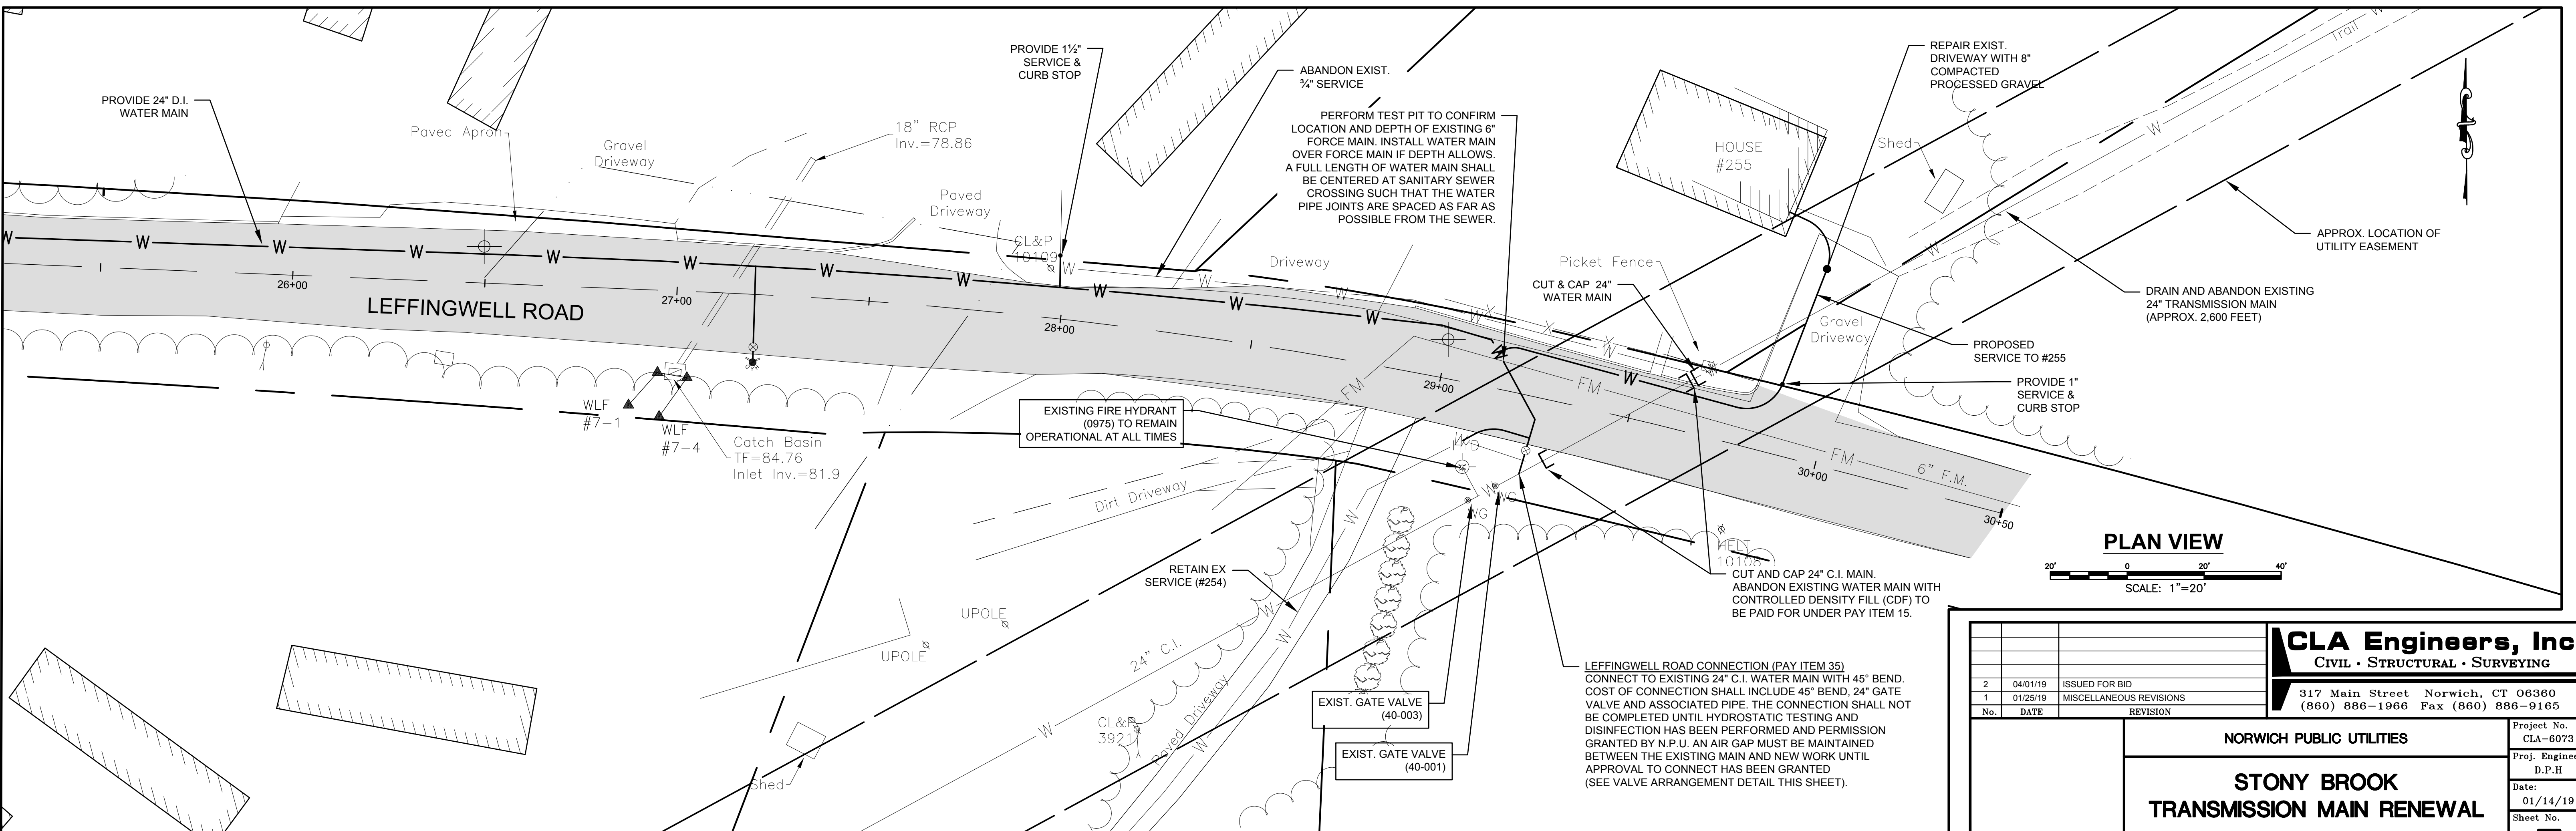 PROVIDE 24" D.I.
WATER MAIN
Paved Apron
Gravel
Driveway
18" RCP
Inv.=78.86
PROVIDE 1½"
SERVICE &
CURB STOP
Paved
Driveway
CL&P
10109
ABANDON EXIST.
¾" SERVICE
PERFORM TEST PIT TO CONFIRM
LOCATION AND DEPTH OF EXISTING 6"
FORCE MAIN. INSTALL WATER MAIN
OVER FORCE MAIN IF DEPTH ALLOWS.
A FULL LENGTH OF WATER MAIN SHALL
BE CENTERED AT SANITARY SEWER
CROSSING SUCH THAT THE WATER
PIPE JOINTS ARE SPACED AS FAR AS
POSSIBLE FROM THE SEWER.
Driveway
Picket Fence
CUT & CAP 24"
WATER MAIN
HOUSE
#255
REPAIR EXIST.
DRIVEWAY WITH 8"
COMPACTED
PROCESSED GRAVEL
Shed
Trail
APPROX. LOCATION OF
UTILITY EASEMENT
DRAIN AND ABANDON EXISTING
24" TRANSMISSION MAIN
(APPROX. 2,600 FEET)
Gravel
Driveway
PROPOSED
SERVICE TO #255
PROVIDE 1"
SERVICE &
CURB STOP
W W W W W W W W W W W W
26+00
27+00
28+00
29+00
30+00
30+50
LEFFINGWELL ROAD
FM
FM
FM
FM
6" F.M.
WLF
#7-1
WLF
#7-4
Catch Basin
TF=84.76
Inlet Inv.=81.9
EXISTING FIRE HYDRANT
(0975) TO REMAIN
OPERATIONAL AT ALL TIMES
HYD
WG
WG
Dirt Driveway
RETAIN EX
SERVICE (#254)
HELT
10108
CUT AND CAP 24" C.I. MAIN.
ABANDON EXISTING WATER MAIN WITH
CONTROLLED DENSITY FILL (CDF) TO
BE PAID FOR UNDER PAY ITEM 15.
UPOLE
UPOLE
24" C.I.
CL&P
3921
Paved Driveway
Shed
EXIST. GATE VALVE
(40-003)
EXIST. GATE VALVE
(40-001)
LEFFINGWELL ROAD CONNECTION (PAY ITEM 35)
CONNECT TO EXISTING 24" C.I. WATER MAIN WITH 45° BEND.
COST OF CONNECTION SHALL INCLUDE 45° BEND, 24" GATE
VALVE AND ASSOCIATED PIPE. THE CONNECTION SHALL NOT
BE COMPLETED UNTIL HYDROSTATIC TESTING AND
DISINFECTION HAS BEEN PERFORMED AND PERMISSION
GRANTED BY N.P.U. AN AIR GAP MUST BE MAINTAINED
BETWEEN THE EXISTING MAIN AND NEW WORK UNTIL
APPROVAL TO CONNECT HAS BEEN GRANTED
(SEE VALVE ARRANGEMENT DETAIL THIS SHEET).
PLAN VIEW
20' 0 20' 40'
SCALE: 1"=20'
2 04/01/19 ISSUED FOR BID
1 01/25/19 MISCELLANEOUS REVISIONS
No. DATE REVISION
CLA Engineers, Inc
CIVIL · STRUCTURAL · SURVEYING
317 Main Street Norwich, CT 06360
(860) 886-1966 Fax (860) 886-9165
NORWICH PUBLIC UTILITIES
STONY BROOK
TRANSMISSION MAIN RENEWAL
Project No.
CLA-6073
Proj. Enginee
D.P.H
Date:
01/14/19
Sheet No.